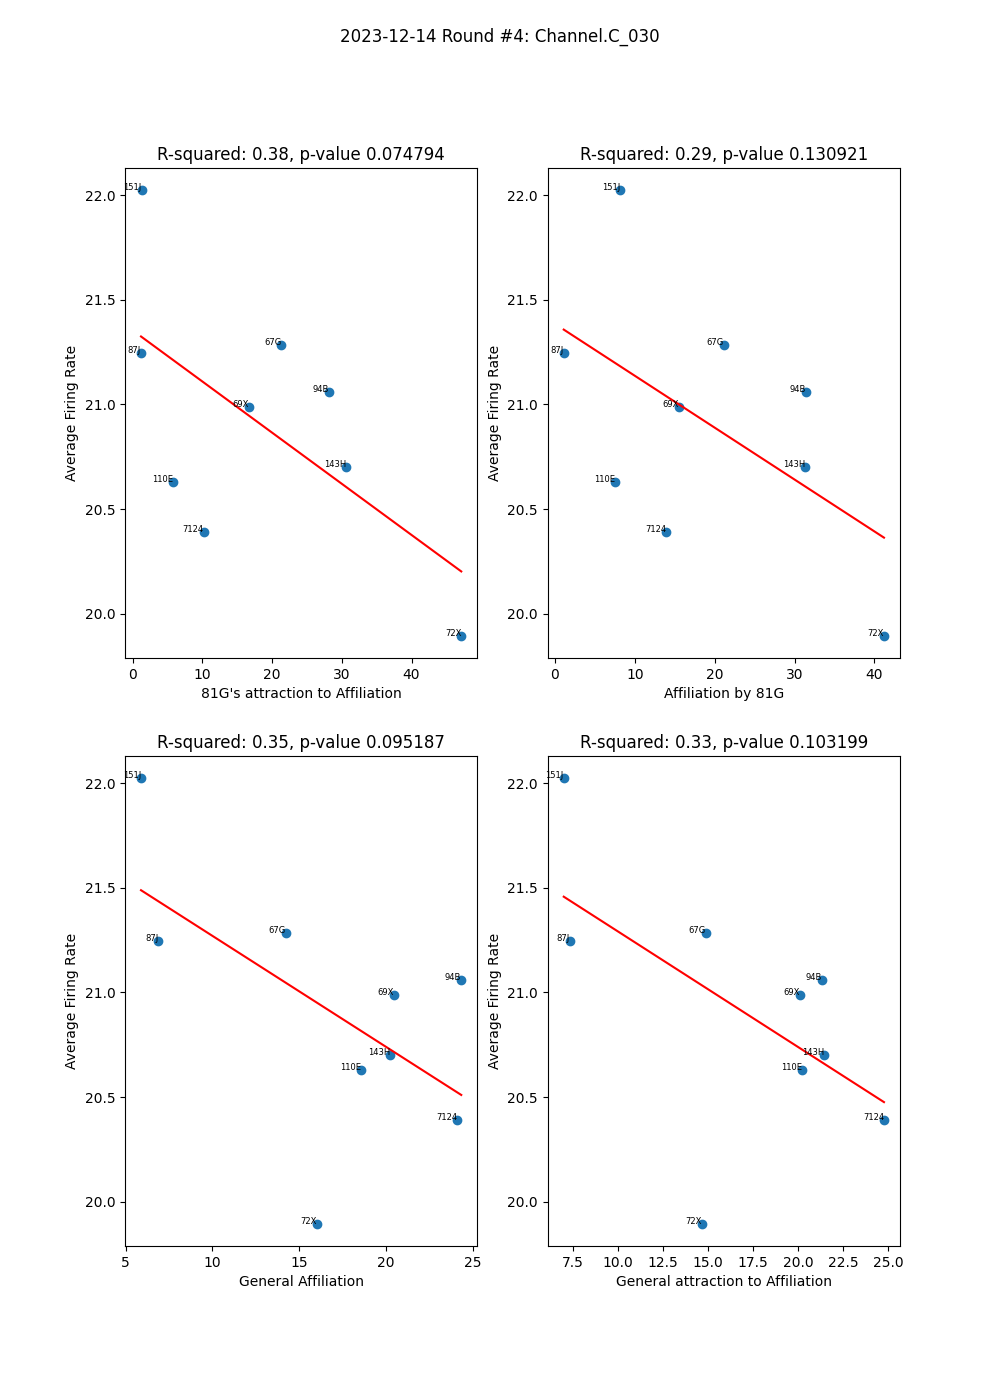 2023-12-14 Round #4: Channel.C_030
R-squared: 0.38, p-value 0.074794
Average Firing Rate
22.0
21.5
21.0
20.5
20.0
151J
87J
67G
94B
69X
143H
110E
7124
72X
0
10
20
30
40
81G's attraction to Affiliation
R-squared: 0.29, p-value 0.130921
Average Firing Rate
22.0
21.5
21.0
20.5
20.0
151J
87J
67G
94B
69X
143H
110E
7124
72X
0
10
20
30
40
Affiliation by 81G
R-squared: 0.35, p-value 0.095187
Average Firing Rate
22.0
21.5
21.0
20.5
20.0
151J
87J
67G
94B
69X
143H
110E
7124
72X
5
10
15
20
25
General Affiliation
R-squared: 0.33, p-value 0.103199
Average Firing Rate
22.0
21.5
21.0
20.5
20.0
151J
87J
67G
94B
69X
143H
110E
7124
72X
7.5
10.0
12.5
15.0
17.5
20.0
22.5
25.0
General attraction to Affiliation